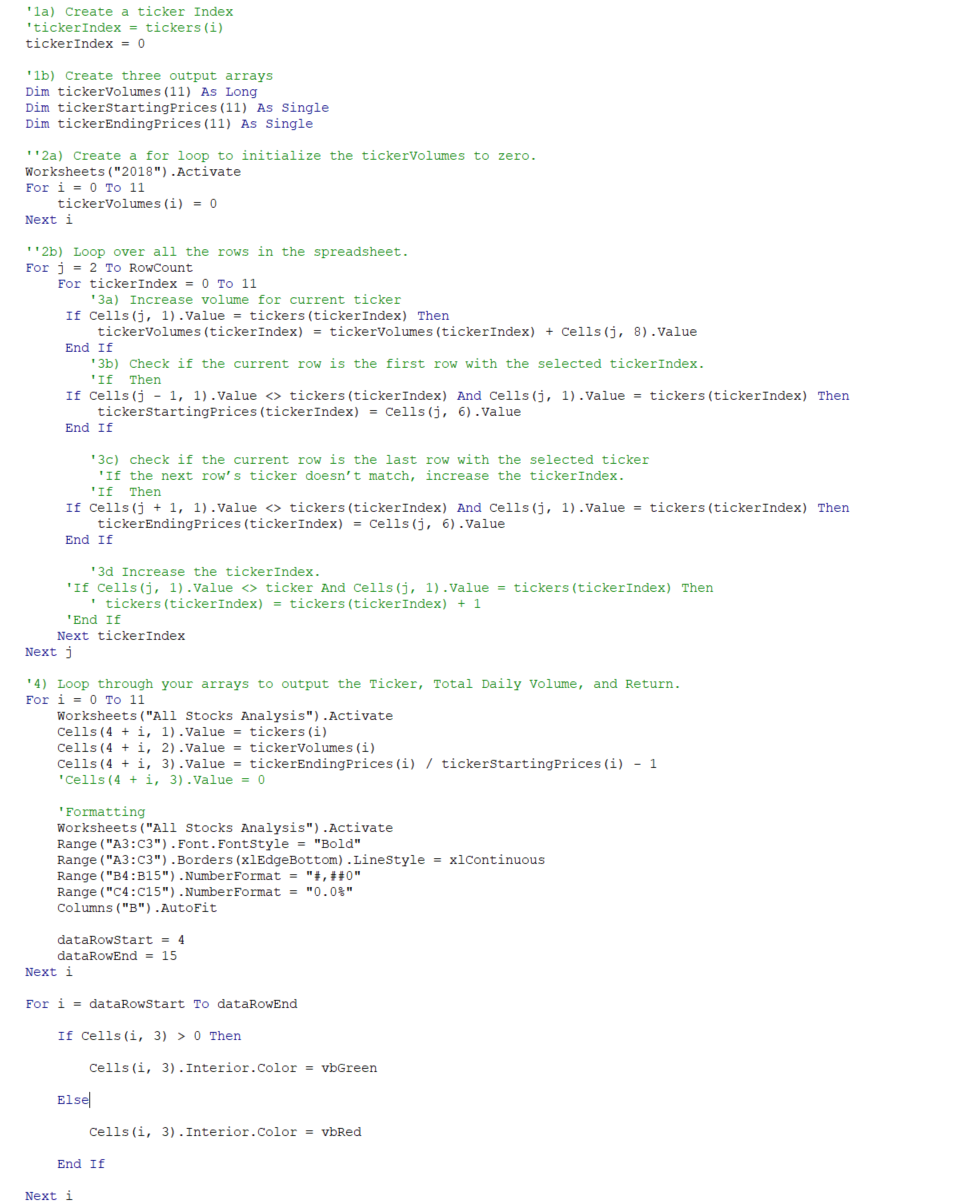 '1a) Create a ticker Index
'tickerIndex = tickers(i)
tickerIndex = 0
'1b) Create three output arrays
Dim tickerVolumes(11) As Long
Dim tickerStartingPrices(11) As Single
Dim tickerEndingPrices(11) As Single
''2a) Create a for loop to initialize the tickerVolumes to zero.
Worksheets("2018").Activate
For i = 0 To 11
    tickerVolumes(i) = 0
Next i
''2b) Loop over all the rows in the spreadsheet.
For j = 2 To RowCount
    For tickerIndex = 0 To 11
        '3a) Increase volume for current ticker
     If Cells(j, 1).Value = tickers(tickerIndex) Then
         tickerVolumes(tickerIndex) = tickerVolumes(tickerIndex) + Cells(j, 8).Value
     End If
        '3b) Check if the current row is the first row with the selected tickerIndex.
        'If  Then
     If Cells(j - 1, 1).Value <> tickers(tickerIndex) And Cells(j, 1).Value = tickers(tickerIndex) Then
         tickerStartingPrices(tickerIndex) = Cells(j, 6).Value
     End If
        '3c) check if the current row is the last row with the selected ticker
         'If the next row’s ticker doesn’t match, increase the tickerIndex.
        'If  Then
     If Cells(j + 1, 1).Value <> tickers(tickerIndex) And Cells(j, 1).Value = tickers(tickerIndex) Then
         tickerEndingPrices(tickerIndex) = Cells(j, 6).Value
     End If
        '3d Increase the tickerIndex.
     'If Cells(j, 1).Value <> ticker And Cells(j, 1).Value = tickers(tickerIndex) Then
        ' tickers(tickerIndex) = tickers(tickerIndex) + 1
     'End If
    Next tickerIndex
Next j
'4) Loop through your arrays to output the Ticker, Total Daily Volume, and Return.
For i = 0 To 11
    Worksheets("All Stocks Analysis").Activate
    Cells(4 + i, 1).Value = tickers(i)
    Cells(4 + i, 2).Value = tickerVolumes(i)
    Cells(4 + i, 3).Value = tickerEndingPrices(i) / tickerStartingPrices(i) - 1
    'Cells(4 + i, 3).Value = 0
    'Formatting
    Worksheets("All Stocks Analysis").Activate
    Range("A3:C3").Font.FontStyle = "Bold"
    Range("A3:C3").Borders(xlEdgeBottom).LineStyle = xlContinuous
    Range("B4:B15").NumberFormat = "#,##0"
    Range("C4:C15").NumberFormat = "0.0%"
    Columns("B").AutoFit
    dataRowStart = 4
    dataRowEnd = 15
Next i
For i = dataRowStart To dataRowEnd
    If Cells(i, 3) > 0 Then
        Cells(i, 3).Interior.Color = vbGreen
    Else
        Cells(i, 3).Interior.Color = vbRed
    End If
Next i